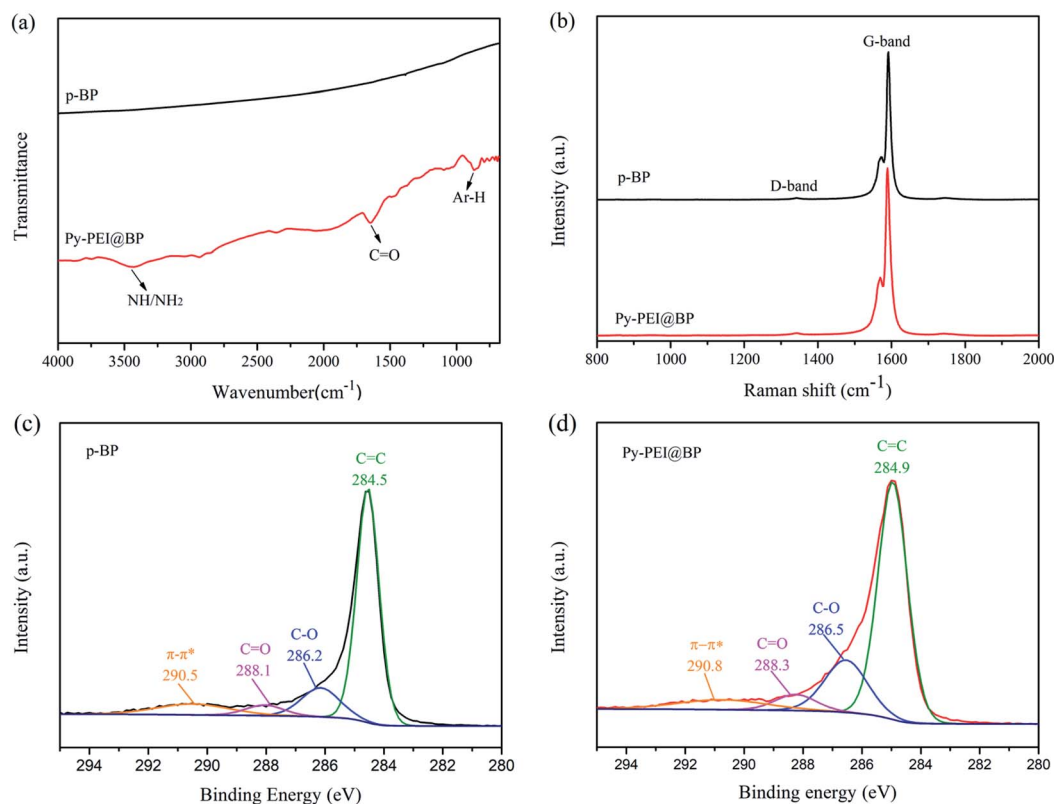 (a)
p-BP
Transmittance
Ar-H
Py-PEI@BP
C=O
NH/NH₂
4000 3500 3000 2500 2000 1500 1000
Wavenumber(cm⁻¹)
(b)
G-band
p-BP
D-band
Intensity (a.u.)
Py-PEI@BP
800 1000 1200 1400 1600 1800 2000
Raman shift (cm⁻¹)
(c)
p-BP
C=C
284.5
Intensity (a.u.)
C-O
286.2
C=O
288.1
π-π*
290.5
294 292 290 288 286 284 282 280
Binding Energy (eV)
(d)
Py-PEI@BP
C=C
284.9
Intensity (a.u.)
C-O
286.5
C=O
288.3
π−π*
290.8
294 292 290 288 286 284 282 280
Binding energy (eV)